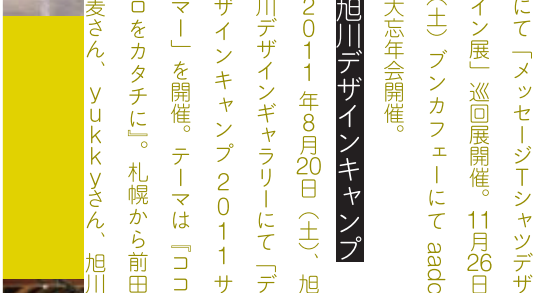 にて「メッセージTシャツデザ
イン展」巡回展開催。11月26日
（土）ブンカフェーにて aado
大忘年会開催。
旭川デザインキャンプ
2011年8月20日（土）、旭
川デザインギャラリーにて「デ
ザインキャンプ2011サ
マー」を開催。テーマは『ココ
ロをカタチに』。札幌から前田
麦さん、yukkyさん、旭川